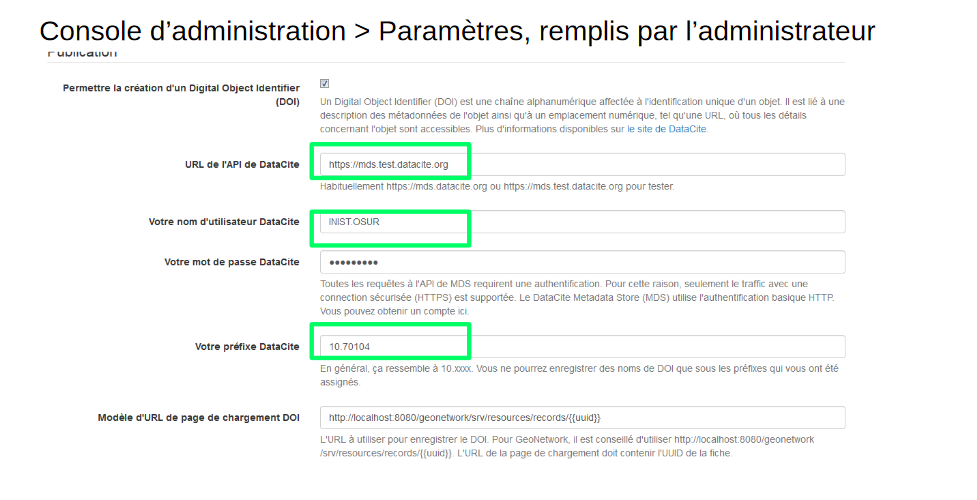 Console d'administration > Paramètres, remplis par l'administrateur
Publication
Permettre la création d'un Digital Object Identifier
(DOI)
Un Digital Object Identifier (DOI) est une chaîne alphanumérique affectée à l'identification unique d'un objet. Il est lié à une
description des métadonnées de l'objet ainsi qu'à un emplacement numérique, tel qu'une URL, où tous les détails
concernant l'objet sont accessibles. Plus d'informations disponibles sur le site de DataCite.
URL de l'API de DataCite
https://mds.test.datacite.org
Habituellement https://mds.datacite.org ou https://mds.test.datacite.org pour tester.
Votre nom d'utilisateur DataCite
INIST.OSUR
Votre mot de passe DataCite
●●●●●●●●●
Toutes les requêtes à l'API de MDS requirent une authentification. Pour cette raison, seulement le traffic avec une
connection sécurisée (HTTPS) est supportée. Le DataCite Metadata Store (MDS) utilise l'authentification basique HTTP.
Vous pouvez obtenir un compte ici.
Votre préfixe DataCite
10.70104
En général, ça ressemble à 10.xxxx. Vous ne pourrez enregistrer des noms de DOI que sous les préfixes qui vous ont été
assignés.
Modèle d'URL de page de chargement DOI
http://localhost:8080/geonetwork/srv/resources/records/{{uuid}}
L'URL à utiliser pour enregistrer le DOI. Pour GeoNetwork, il est conseillé d'utiliser http://localhost:8080/geonetwork
/srv/resources/records/{{uuid}}. L'URL de la page de chargement doit contenir l'UUID de la fiche.